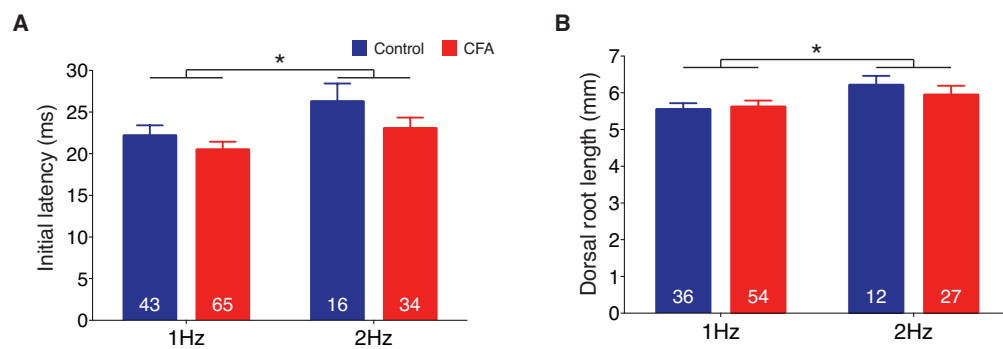 A
Control CFA
*
Initial latency (ms)
30
25
20
15
10
5
0
43 65 16 34
1Hz 2Hz
B
*
Dorsal root length (mm)
7
6
5
4
3
2
1
0
36 54 12 27
1Hz 2Hz